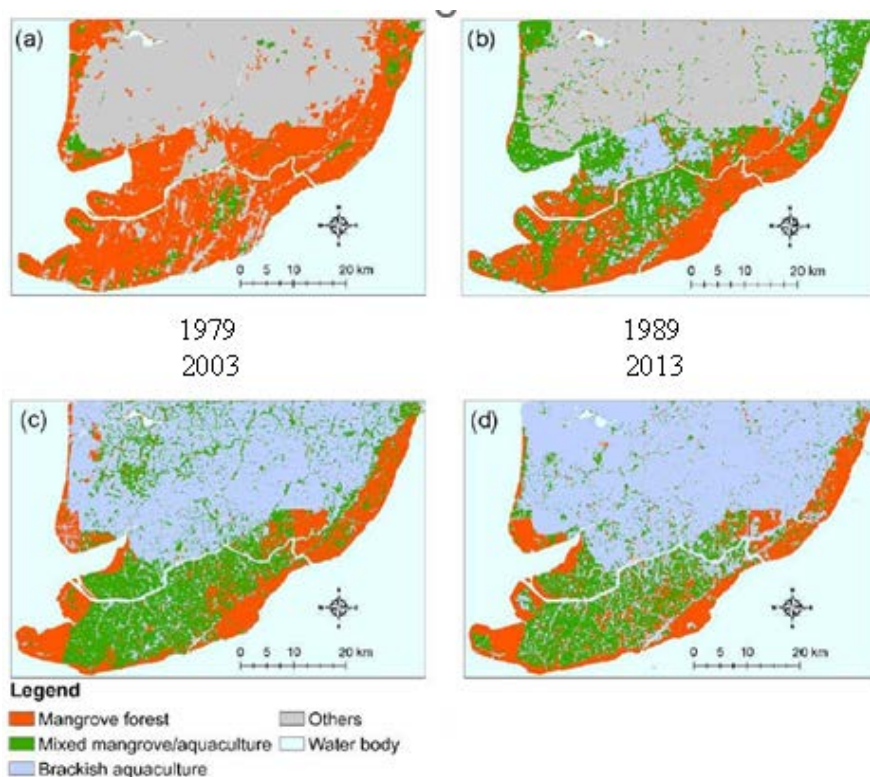 (a)
(b)
0 5 10 20 km
0 5 10 20 km
1979
1989
2003
2013
(c)
(d)
0 5 10 20 km
0 5 10 20 km
Legend
Mangrove forest
Others
Mixed mangrove/aquaculture
Water body
Brackish aquaculture